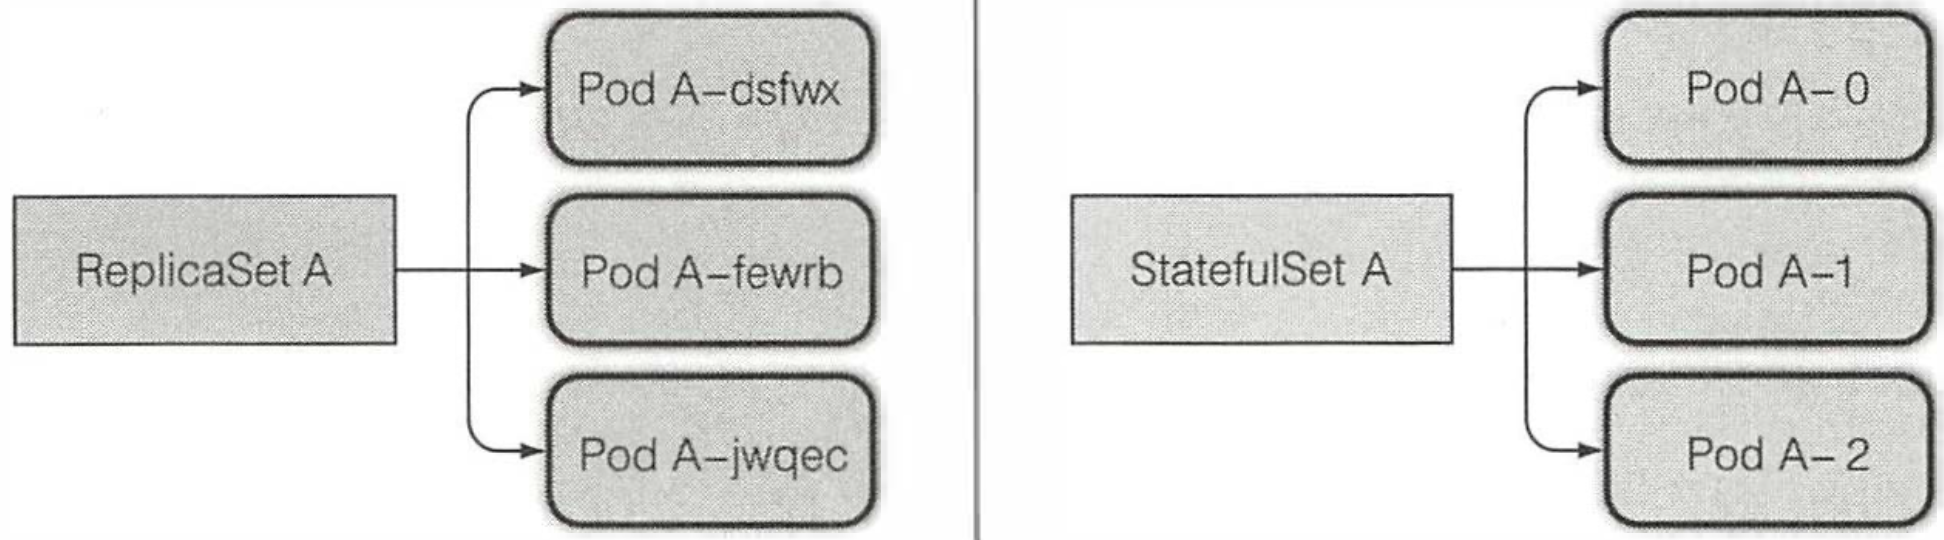 ReplicaSet A
Pod A–dsfwx
Pod A–fewrb
Pod A–jwqec
StatefulSet A
Pod A–0
Pod A–1
Pod A–2